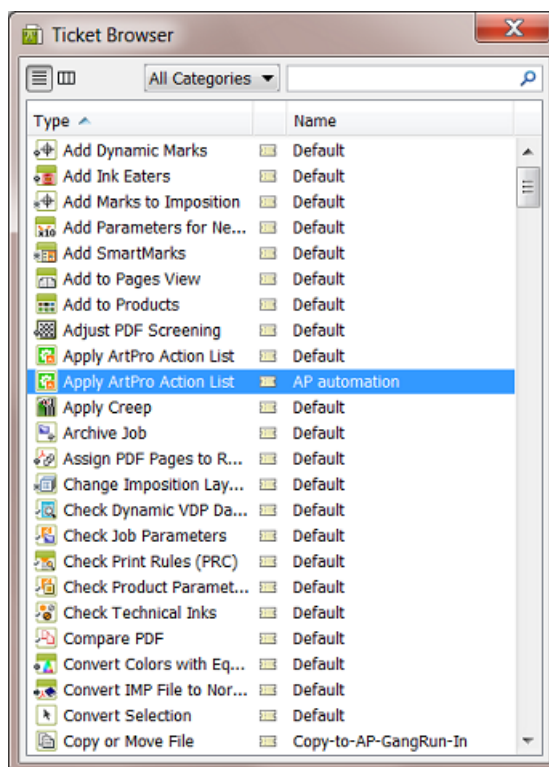 Ticket Browser
All Categories
Type Name
Add Dynamic Marks Default
Add Ink Eaters Default
Add Marks to Imposition Default
Add Parameters for Ne... Default
Add SmartMarks Default
Add to Pages View Default
Add to Products Default
Adjust PDF Screening Default
Apply ArtPro Action List Default
Apply ArtPro Action List AP automation
Apply Creep Default
Archive Job Default
Assign PDF Pages to R... Default
Change Imposition Lay... Default
Check Dynamic VDP Da... Default
Check Job Parameters Default
Check Print Rules (PRC) Default
Check Product Paramet... Default
Check Technical Inks Default
Compare PDF Default
Convert Colors with Eq... Default
Convert IMP File to Nor... Default
Convert Selection Default
Copy or Move File Copy-to-AP-GangRun-In